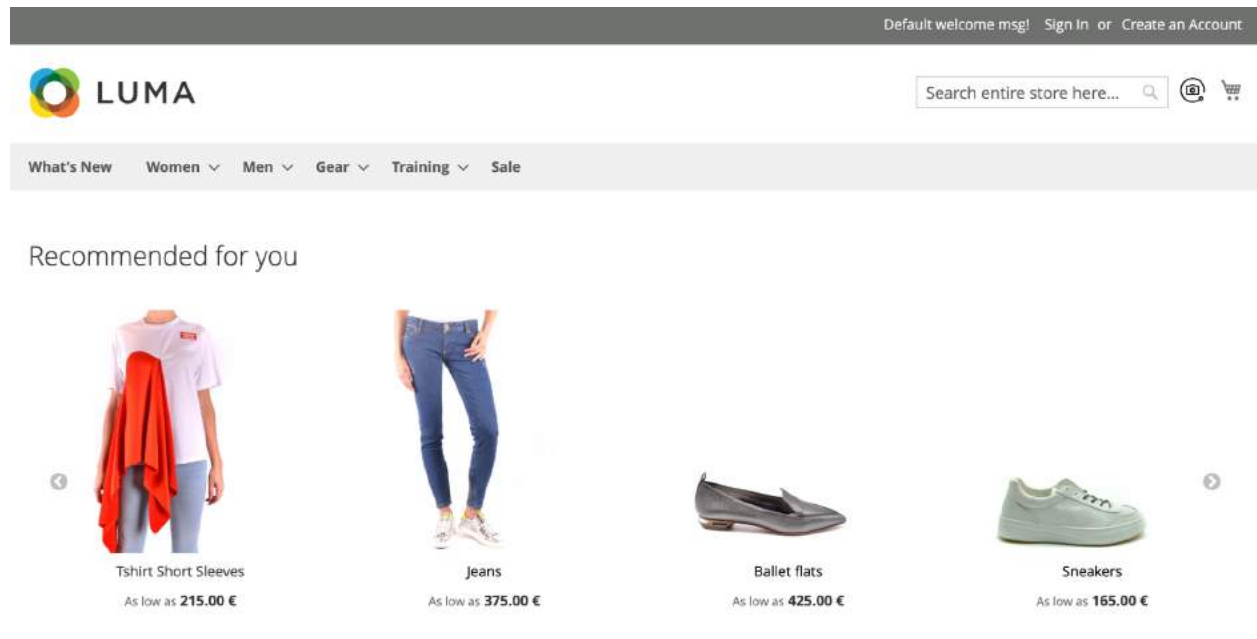 Default welcome msg! Sign In or Create an Account
LUMA
Search entire store here...
What's New Women Men Gear Training Sale
Recommended for you
Tshirt Short Sleeves Jeans Ballet flats Sneakers
As low as 215.00 € As low as 375.00 € As low as 425.00 € As low as 165.00 €